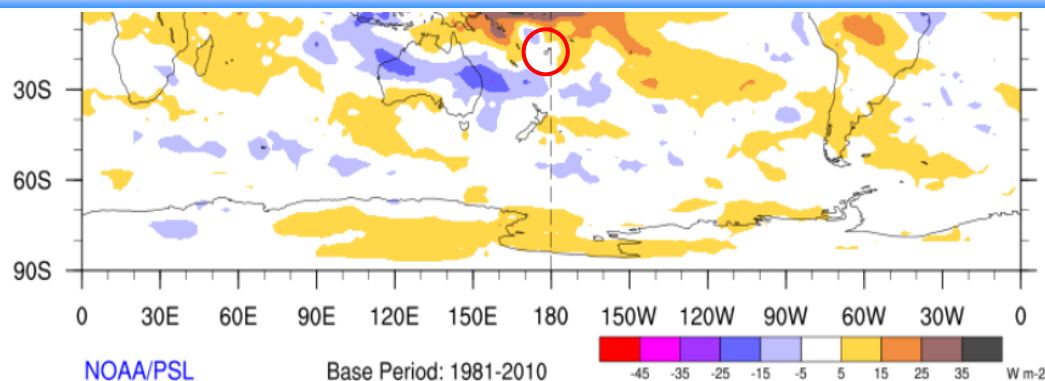 30S
60S
90S
0 30E 60E 90E 120E 150E 180 150W 120W 90W 60W 30W 0
-45 -35 -25 -15 -5 5 15 25 35 W m-2
NOAA/PSL Base Period: 1981-2010